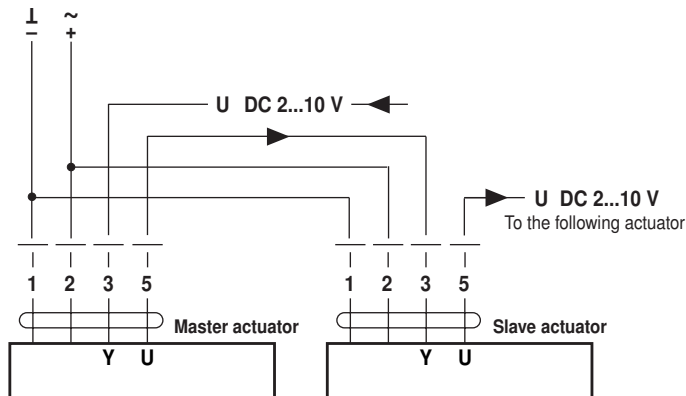 ⊥ ~
– +
U DC 2...10 V
U DC 2...10 V
To the following actuator
1 2 3 5
1 2 3 5
Master actuator
Slave actuator
Y U
Y U